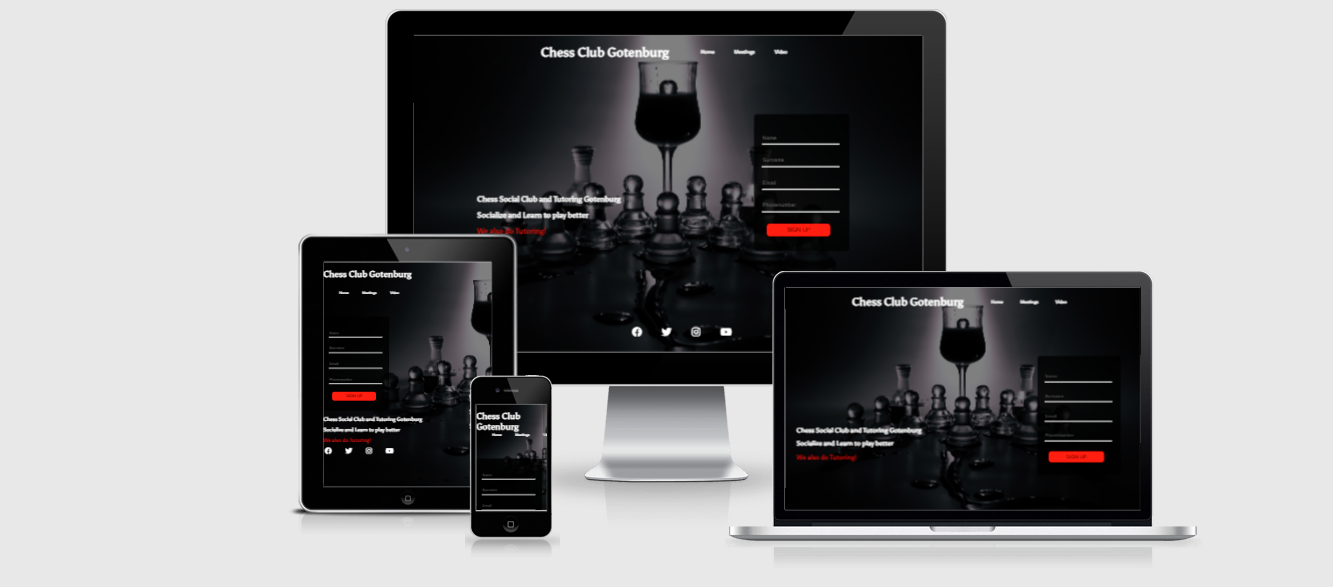 Chess Club Gotenburg
Home Meetings Video
Name
Surname
Email
Phonenumber
SIGN UP
Chess Social Club and Tutoring Gotenburg
Socialize and Learn to play better
We also do Tutoring!
Chess Club Gotenburg
Home Meetings Video
Name
Surname
Email
Phonenumber
SIGN UP
Chess Social Club and Tutoring Gotenburg
Socialize and Learn to play better
We also do Tutoring!
Chess Club
Gotenburg
Home Meetings
Name
Surname
Email
Chess Club Gotenburg
Home Meetings Video
Name
Surname
Email
Phonenumber
SIGN UP
Chess Social Club and Tutoring Gotenburg
Socialize and Learn to play better
We also do Tutoring!